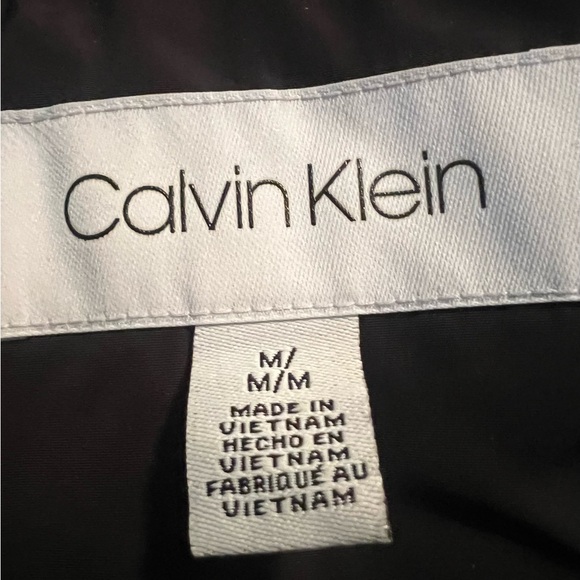 Calvin Klein
M/
M/M
MADE IN
VIETNAM
HECHO EN
VIETNAM
FABRIQUÉ AU
VIETNAM